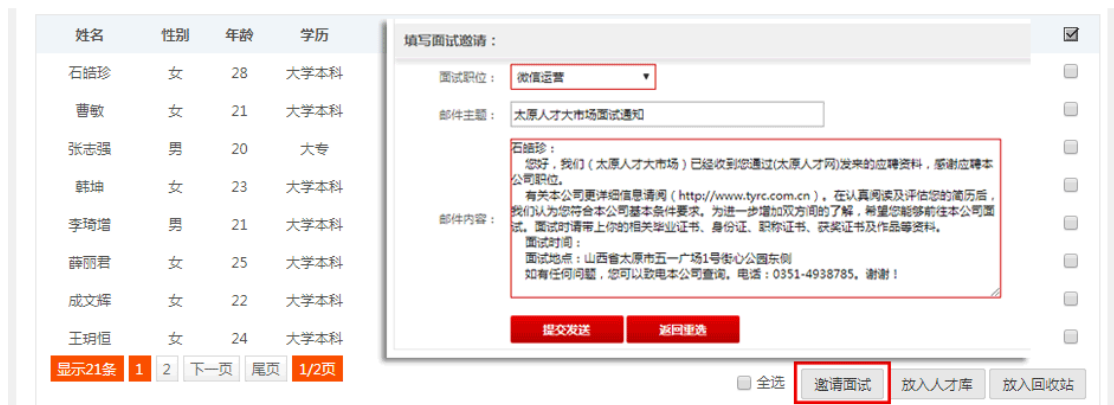 姓名 性别 年龄 学历
石皓珍 女 28 大学本科
曹敏 女 21 大学本科
张志强 男 20 大专
韩坤 女 23 大学本科
李琦增 男 21 大学本科
薛丽君 女 25 大学本科
成文辉 女 22 大学本科
王玥恒 女 24 大学本科
显示21条 1 2 下一页 尾页 1/2页
填写面试邀请：
面试职位： 微信运营
邮件主题： 太原人才大市场面试通知
邮件内容：
石皓珍：
您好，我们（太原人才大市场）已经收到您通过(太原人才网)发来的应聘资料，感谢应聘本
公司职位。
有关本公司更详细信息请阅（http://www.tyrc.com.cn）。在认真阅读及评估您的简历后，
我们认为您符合本公司基本条件要求。为进一步增加双方间的了解，希望您能够前往本公司面
试。面试时请带上你的相关毕业证书、身份证、职称证书、获奖证书及作品等资料。
面试时间：
面试地点：山西省太原市五一广场1号街心公园东侧
如有任何问题，您可以致电本公司查询。电话：0351-4938785。谢谢！
提交发送 返回重选
全选 邀请面试 放入人才库 放入回收站